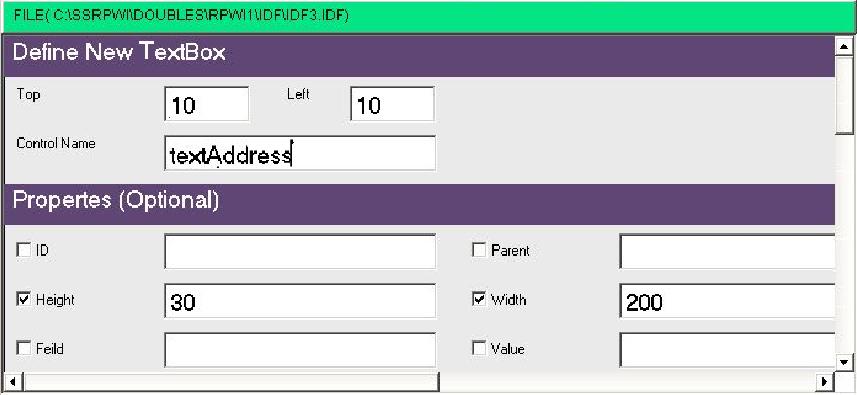 FILE( C:\SSRPWI\DOUBLES\RPWI1\IDF\IDF3.IDF)
Define New TextBox
Top 10 Left 10
Control Name textAddress
Propertes (Optional)
ID Parent
Height 30 Width 200
Feild Value